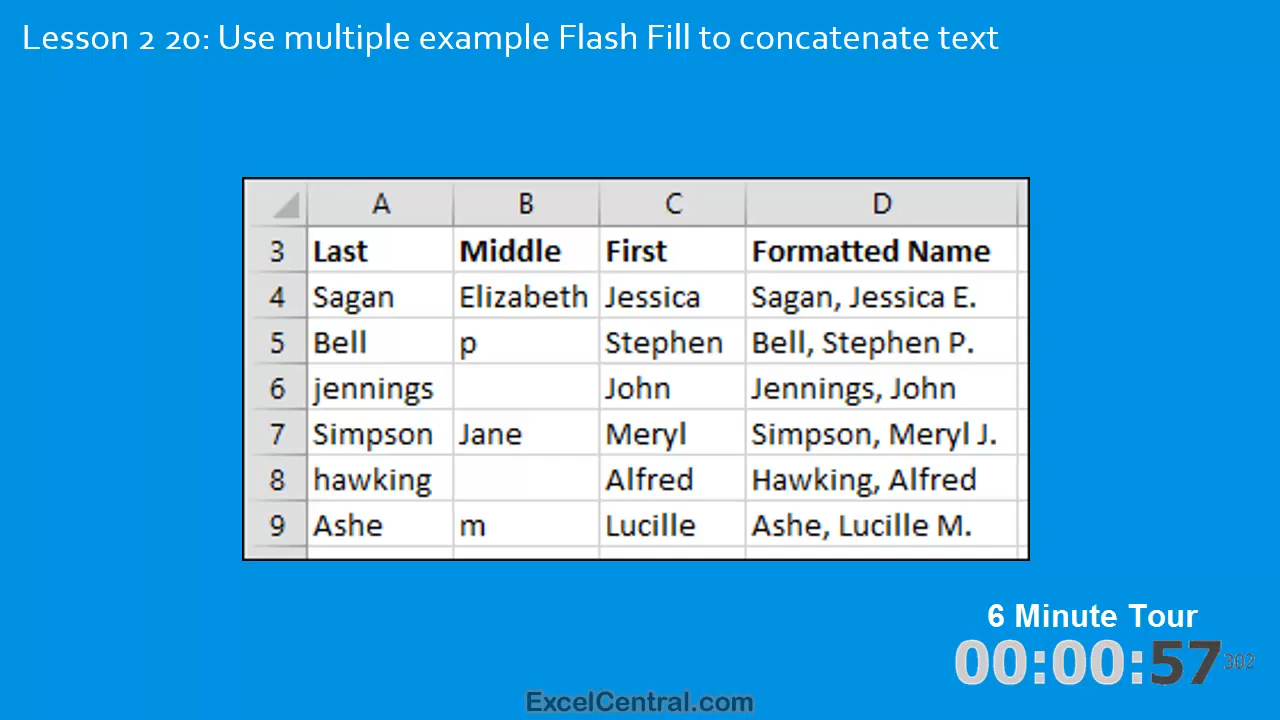 Lesson 2 20: Use multiple example Flash Fill to concatenate text
A B C D
3 Last Middle First Formatted Name
4 Sagan Elizabeth Jessica Sagan, Jessica E.
5 Bell p Stephen Bell, Stephen P.
6 jennings John Jennings, John
7 Simpson Jane Meryl Simpson, Meryl J.
8 hawking Alfred Hawking, Alfred
9 Ashe m Lucille Ashe, Lucille M.
6 Minute Tour
00:00:57 302
ExcelCentral.com